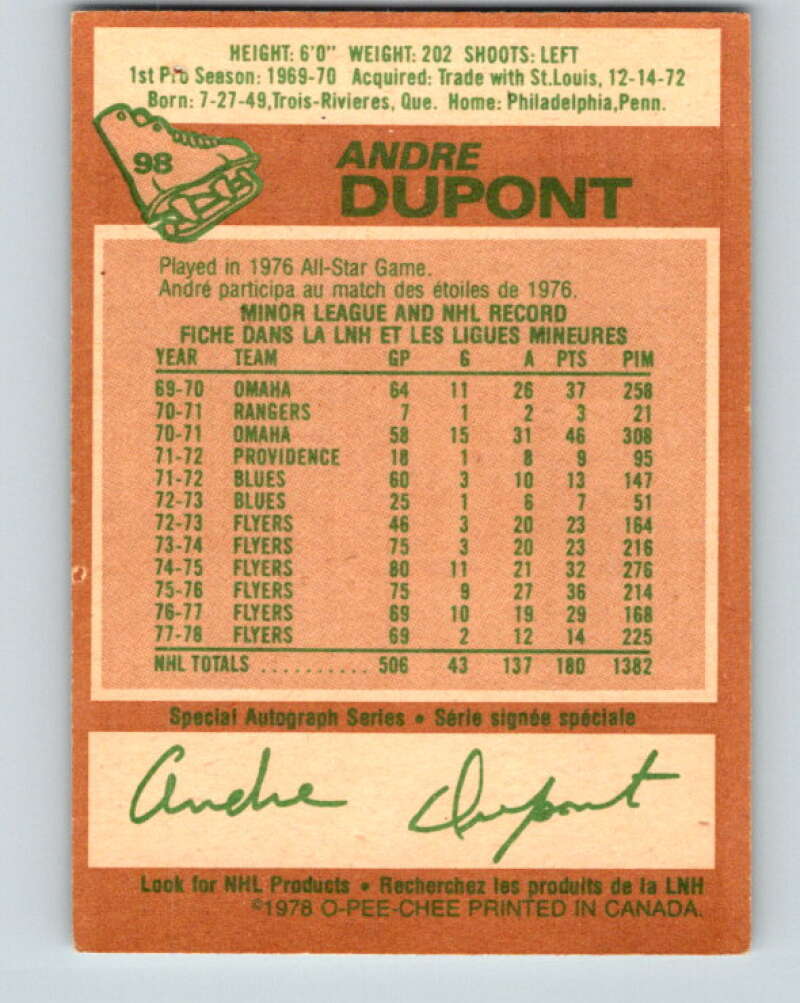 HEIGHT: 6'0" WEIGHT: 202 SHOOTS: LEFT
1st Pro Season: 1969-70 Acquired: Trade with St.Louis, 12-14-72
Born: 7-27-49,Trois-Rivieres, Que. Home: Philadelphia,Penn.
98
ANDRE
DUPONT
Played in 1976 All-Star Game.
André participa au match des étoiles de 1976.
MINOR LEAGUE AND NHL RECORD
FICHE DANS LA LNH ET LES LIGUES MINEURES
YEAR TEAM GP G A PTS PIM
69-70 OMAHA 64 11 26 37 258
70-71 RANGERS 7 1 2 3 21
70-71 OMAHA 58 15 31 46 308
71-72 PROVIDENCE 18 1 8 9 95
71-72 BLUES 60 3 10 13 147
72-73 BLUES 25 1 6 7 51
72-73 FLYERS 46 3 20 23 164
73-74 FLYERS 75 3 20 23 216
74-75 FLYERS 80 11 21 32 276
75-76 FLYERS 75 9 27 36 214
76-77 FLYERS 69 10 19 29 168
77-78 FLYERS 69 2 12 14 225
NHL TOTALS .......... 506 43 137 180 1382
Special Autograph Series • Série signée spéciale
Andre Dupont
Look for NHL Products • Recherchez les produits de la LNH
©1978 O-PEE-CHEE PRINTED IN CANADA.